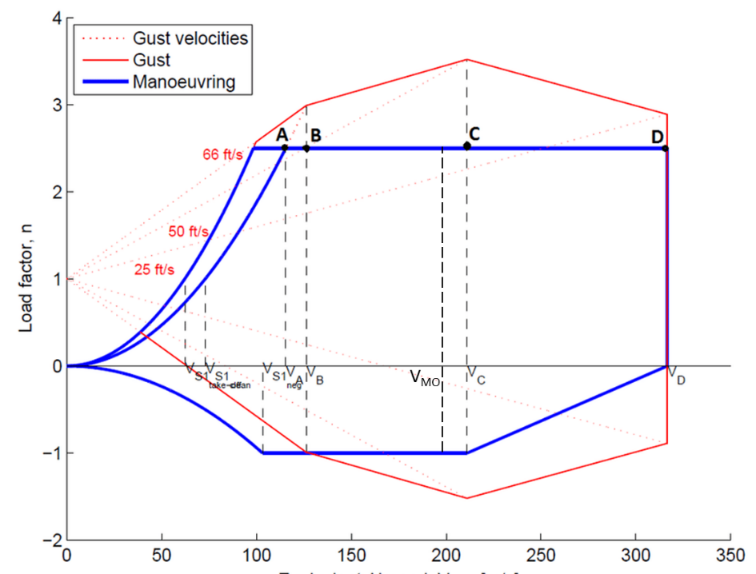 4
Gust velocities
Gust
Manoeuvring
3
A B C D
66 ft/s
2
50 ft/s
25 ft/s
1
Load factor, n
0
V S1 take-off V S1 clean V S1 neg V A V B V MO V C V D
−1
−2
0 50 100 150 200 250 300 350